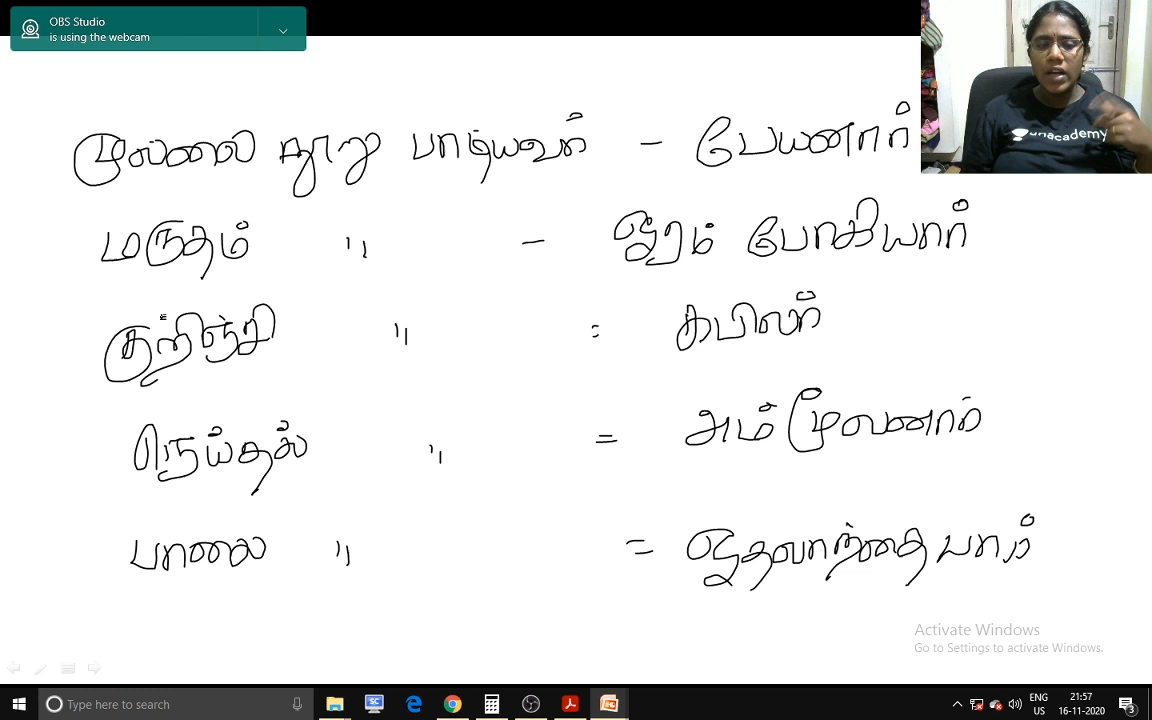 OBS Studio
is using the webcam
unacademy
முல்லை நூறு பாடியவர் - பேயனார்
மருதம் " - ஓரம் போகியார்
குறிஞ்சி " = கபிலர்
நெய்தல் " = அம்மூவனார்
பாலை " = ஓதலாந்தையார்
Activate Windows
Go to Settings to activate Windows.
Type here to search
ENG
US
21:57
16-11-2020
3